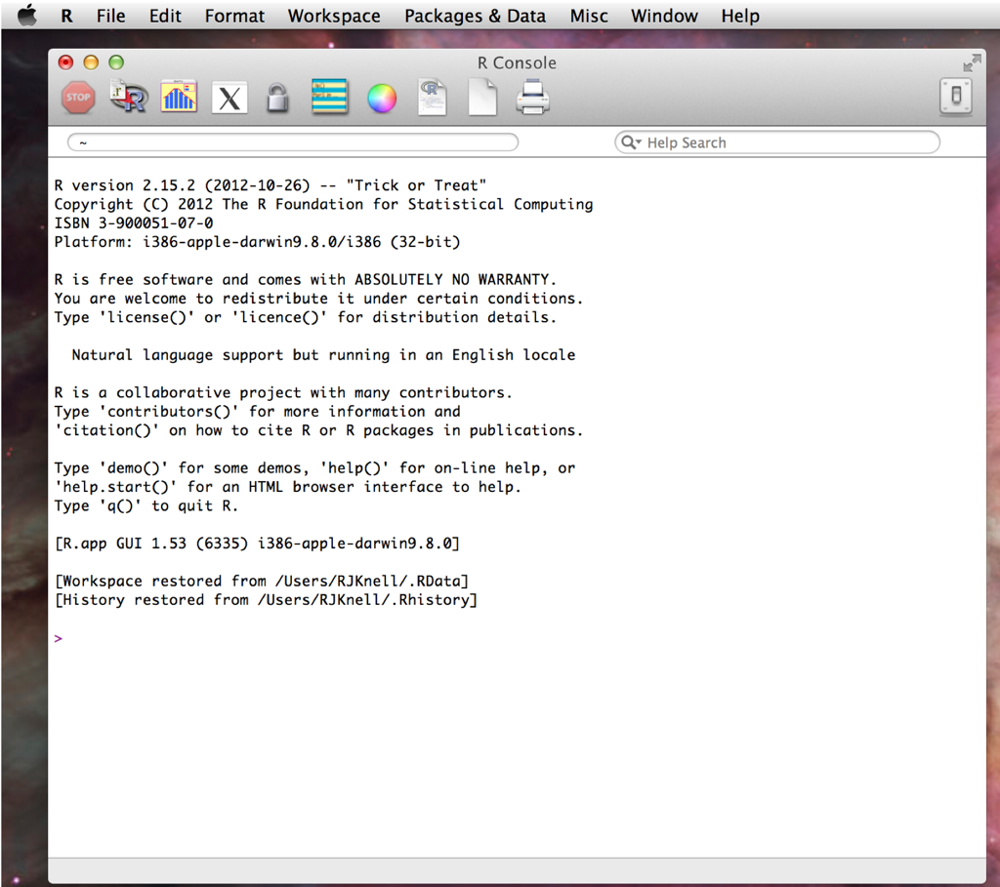 R File Edit Format Workspace Packages & Data Misc Window Help
R Console
STOP
~
Help Search
R version 2.15.2 (2012-10-26) -- "Trick or Treat"
Copyright (C) 2012 The R Foundation for Statistical Computing
ISBN 3-900051-07-0
Platform: i386-apple-darwin9.8.0/i386 (32-bit)
R is free software and comes with ABSOLUTELY NO WARRANTY.
You are welcome to redistribute it under certain conditions.
Type 'license()' or 'licence()' for distribution details.
Natural language support but running in an English locale
R is a collaborative project with many contributors.
Type 'contributors()' for more information and
'citation()' on how to cite R or R packages in publications.
Type 'demo()' for some demos, 'help()' for on-line help, or
'help.start()' for an HTML browser interface to help.
Type 'q()' to quit R.
[R.app GUI 1.53 (6335) i386-apple-darwin9.8.0]
[Workspace restored from /Users/RJKnell/.RData]
[History restored from /Users/RJKnell/.Rhistory]
>